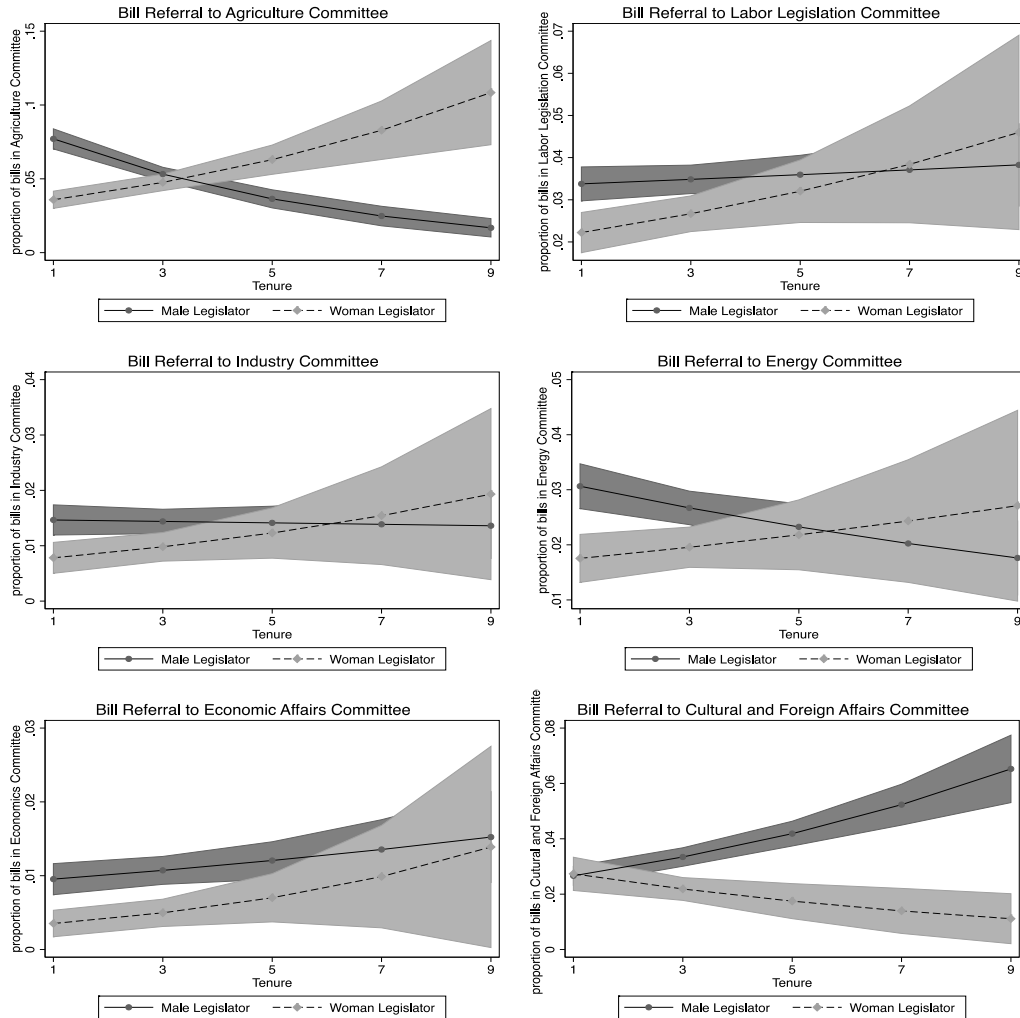 Bill Referral to Agriculture Committee
proportion of bills in Agriculture Committee
.15
.1
.05
0
1 3 5 7 9
Tenure
Male Legislator Woman Legislator
Bill Referral to Labor Legislation Committee
proportion of bills in Labor Legislation Committee
.07
.06
.05
.04
.03
.02
1 3 5 7 9
Tenure
Male Legislator Woman Legislator
Bill Referral to Industry Committee
proportion of bills in Industry Committee
.04
.03
.02
.01
0
1 3 5 7 9
Tenure
Male Legislator Woman Legislator
Bill Referral to Energy Committee
proportion of bills in Energy Committee
.05
.04
.03
.02
.01
1 3 5 7 9
Tenure
Male Legislator Woman Legislator
Bill Referral to Economic Affairs Committee
proportion of bills in Economics Committee
.03
.02
.01
0
1 3 5 7 9
Tenure
Male Legislator Woman Legislator
Bill Referral to Cultural and Foreign Affairs Committee
proportion of bills in Cutural and Foreign Affairs Committe
.08
.06
.04
.02
0
1 3 5 7 9
Tenure
Male Legislator Woman Legislator